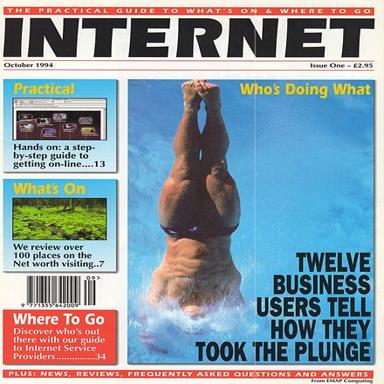 THE PRACTICAL GUIDE TO WHAT'S ON & WHERE TO GO
INTERNET
October 1994
Issue One – £2.95
Practical
Hands on: a step-
by-step guide to
getting on-line....13
What's On
We review over
100 places on the
Net worth visiting..7
09>
9 771355 642009
Where To Go
Discover who's out
there with our guide
to Internet Service
Providers...............34
Who's Doing What
TWELVE
BUSINESS
USERS TELL
HOW THEY
TOOK THE PLUNGE
PLUS: NEWS, REVIEWS, FREQUENTLY ASKED QUESTIONS AND ANSWERS
From EMAP Computing